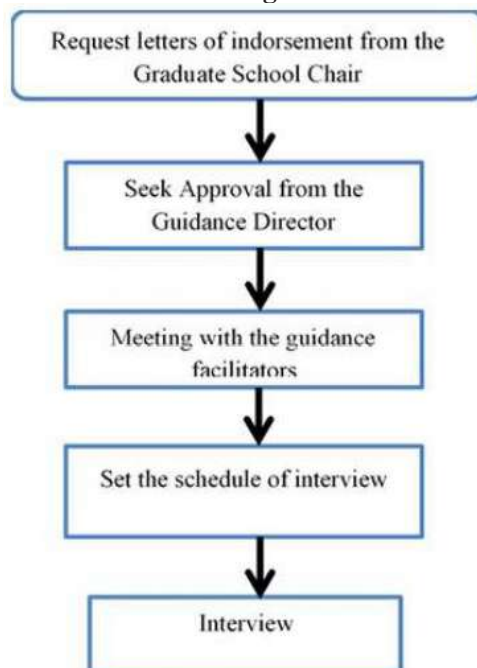 Request letters of indorsement from the
Graduate School Chair
Seek Approval from the
Guidance Director
Meeting with the guidance
facilitators
Set the schedule of interview
Interview